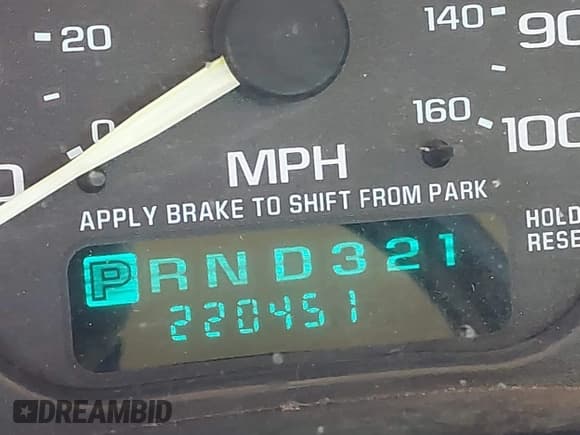 20
140 90
0
160 100
MPH
APPLY BRAKE TO SHIFT FROM PARK
HOLD
RESE
P R N D 3 2 1
220451
DREAMBID